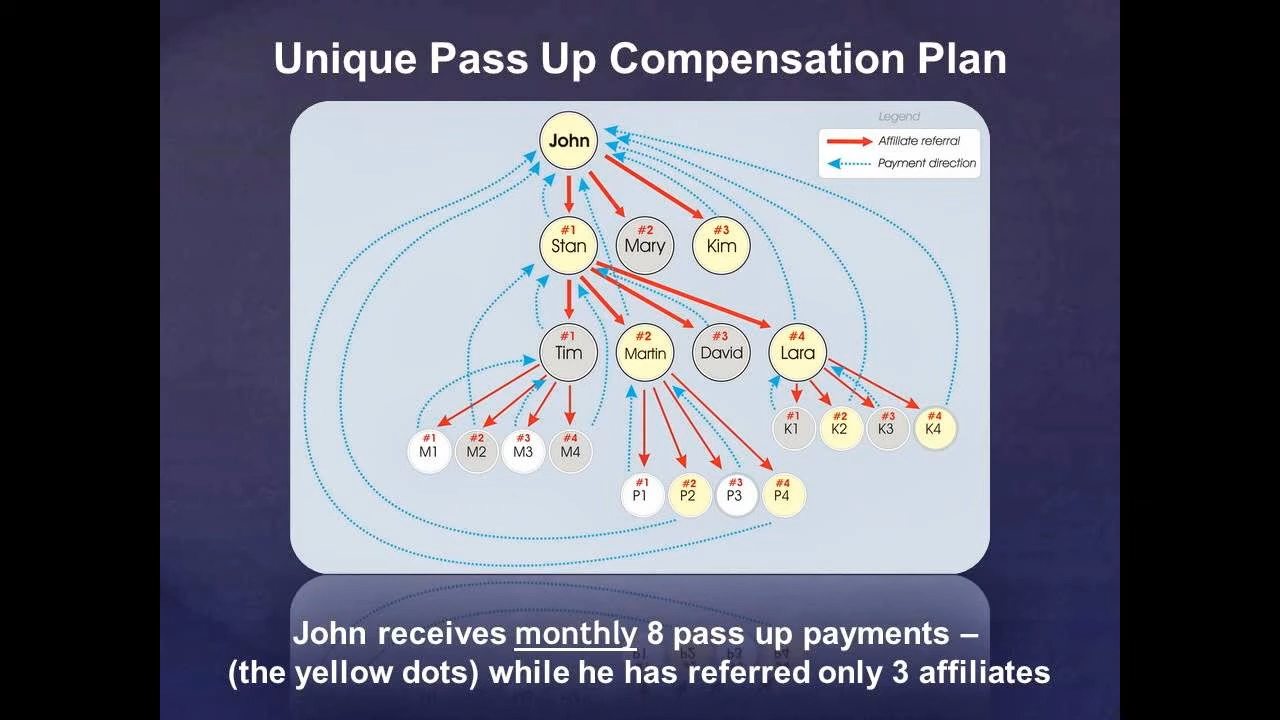 Unique Pass Up Compensation Plan
Legend
Affiliate referral
Payment direction
John
#1
Stan
#2
Mary
#3
Kim
#1
Tim
#2
Martin
#3
David
#4
Lara
#1
K1
#2
K2
#3
K3
#4
K4
#1
M1
#2
M2
#3
M3
#4
M4
#1
P1
#2
P2
#3
P3
#4
P4
John receives monthly 8 pass up payments –
(the yellow dots) while he has referred only 3 affiliates